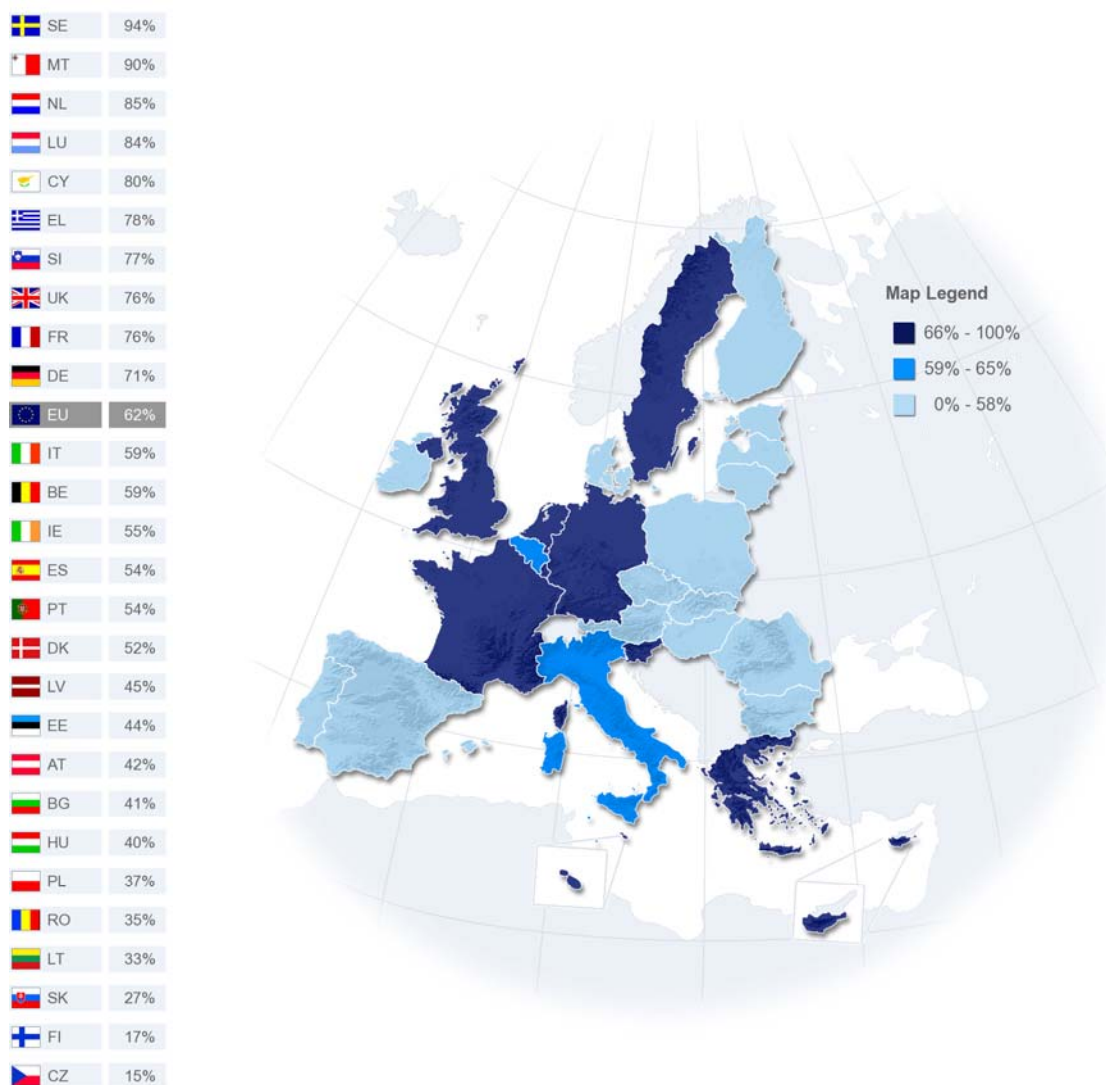 SE 94%
MT 90%
NL 85%
LU 84%
CY 80%
EL 78%
SI 77%
UK 76%
FR 76%
DE 71%
EU 62%
IT 59%
BE 59%
IE 55%
ES 54%
PT 54%
DK 52%
LV 45%
EE 44%
AT 42%
BG 41%
HU 40%
PL 37%
RO 35%
LT 33%
SK 27%
FI 17%
CZ 15%
Map Legend
66% - 100%
59% - 65%
0% - 58%